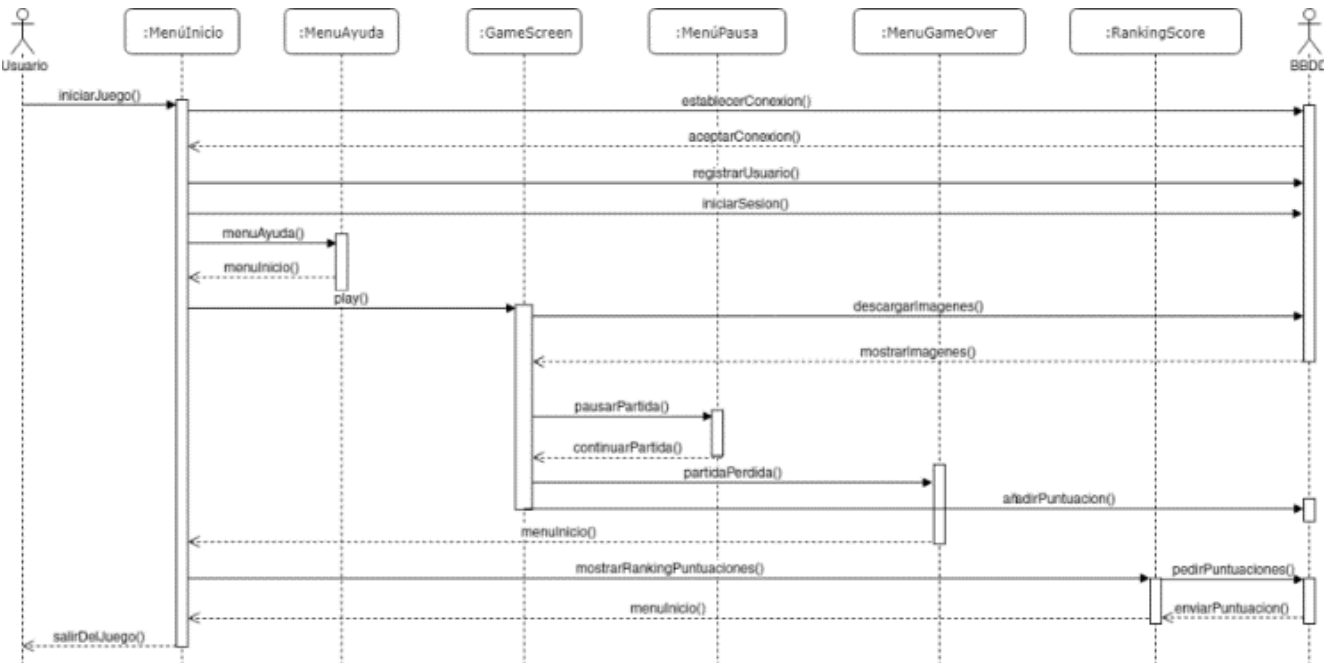 :MenúInicio
:MenuAyuda
:GameScreen
:MenúPausa
:MenuGameOver
:RankingScore
Usuario
BBDD
iniciarJuego()
establecerConexion()
aceptarConexion()
registrarUsuario()
iniciarSesion()
menuAyuda()
menuInicio()
play()
descargarImagenes()
mostrarImagenes()
pausarPartida()
continuarPartida()
partidaPerdida()
añadirPuntuacion()
menuInicio()
mostrarRankingPuntuaciones()
pedirPuntuaciones()
menuInicio()
enviarPuntuacion()
salirDelJuego()